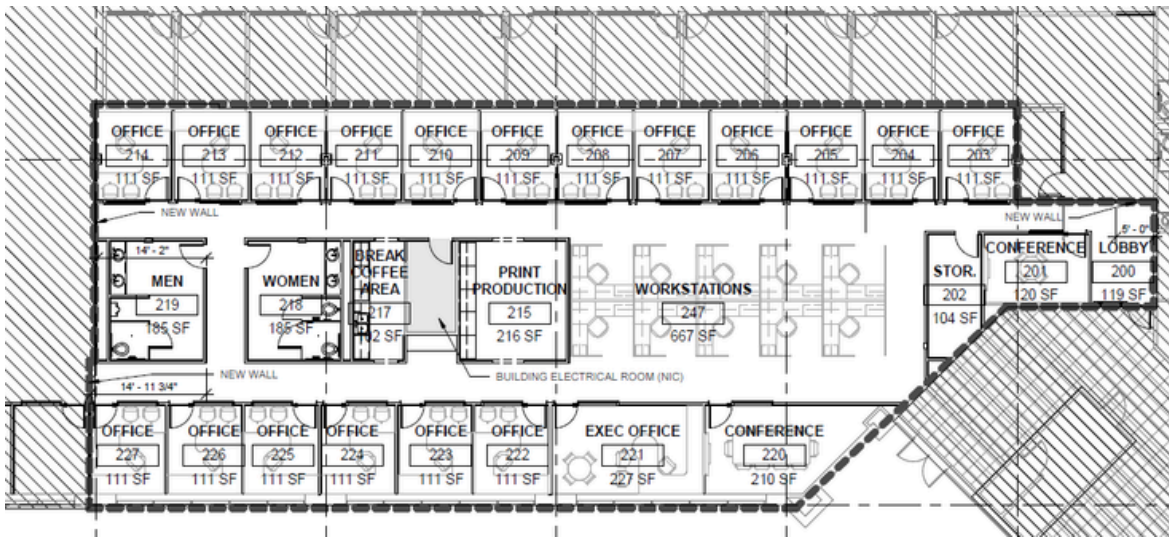 OFFICE OFFICE OFFICE OFFICE OFFICE OFFICE OFFICE OFFICE OFFICE OFFICE OFFICE OFFICE
214 213 212 211 210 209 208 207 206 205 204 203
111 SF 111 SF 111 SF 111 SF 111 SF 111 SF 111 SF 111 SF 111 SF 111 SF 111 SF 111 SF
NEW WALL
NEW WALL
5' - 0"
14' - 2"
MEN
219
185 SF
WOMEN
218
185 SF
BREAK
COFFEE
AREA
217
SF
PRINT
PRODUCTION
215
216 SF
WORKSTATIONS
247
667 SF
STOR.
202
104 SF
CONFERENCE
201
120 SF
LOBBY
200
119 SF
NEW WALL
BUILDING ELECTRICAL ROOM (NIC)
14' - 11 3/4"
OFFICE OFFICE OFFICE OFFICE OFFICE OFFICE EXEC OFFICE CONFERENCE
227 226 225 224 223 222 221 220
111 SF 111 SF 111 SF 111 SF 111 SF 111 SF 227 SF 210 SF